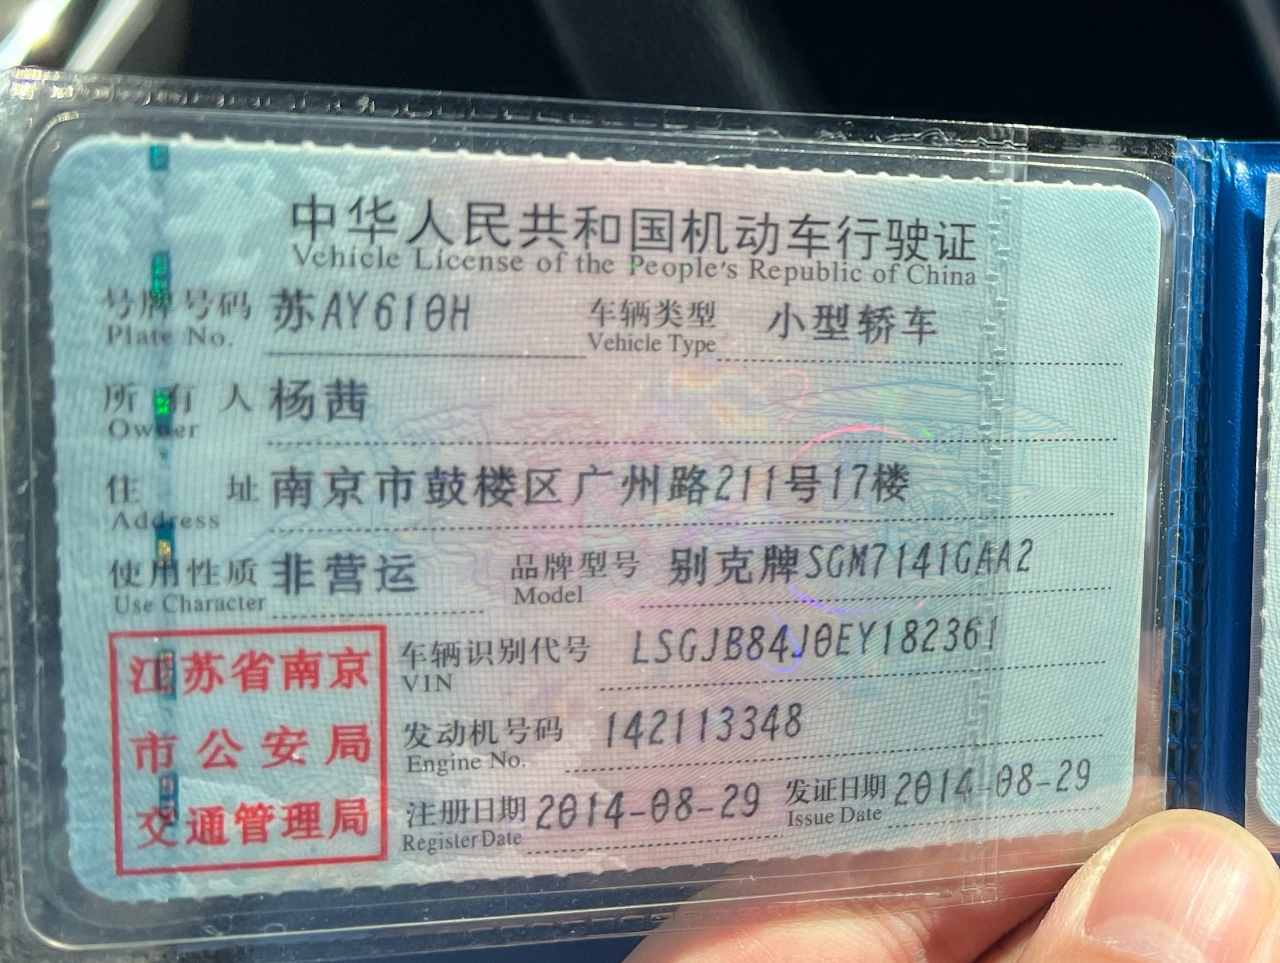 中华人民共和国机动车行驶证
Vehicle License of the People's Republic of China
号牌号码 苏AY610H 车辆类型 小型轿车
Plate No. Vehicle Type
所有人 杨茜
Owner
住址 南京市鼓楼区广州路211号17楼
Address
使用性质 非营运 品牌型号 别克牌SGM7141GAA2
Use Character Model
江苏省南京
市公安局
交通管理局
车辆识别代号 LSGJB84J0EY182361
VIN
发动机号码 142113348
Engine No.
注册日期 2014-08-29 发证日期 2014-08-29
Register Date Issue Date